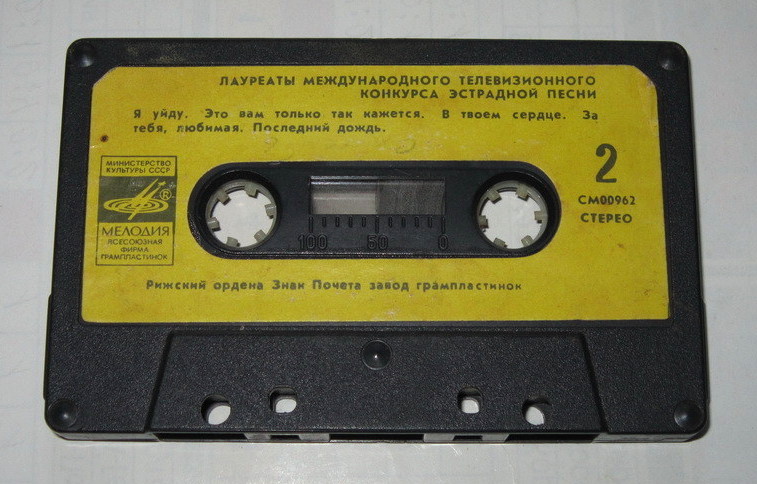 ЛАУРЕАТЫ МЕЖДУНАРОДНОГО ТЕЛЕВИЗИОННОГО
КОНКУРСА ЭСТРАДНОЙ ПЕСНИ
Я уйду. Это вам только так кажется. В твоем сердце. За
тебя, любимая. Последний дождь.
МИНИСТЕРСТВО
КУЛЬТУРЫ СССР
®
МЕЛОДИЯ
ВСЕСОЮЗНАЯ
ФИРМА
ГРАМПЛАСТИНОК
2
СМ00962
СТЕРЕО
100 50 0
Рижский ордена Знак Почета завод грампластинок